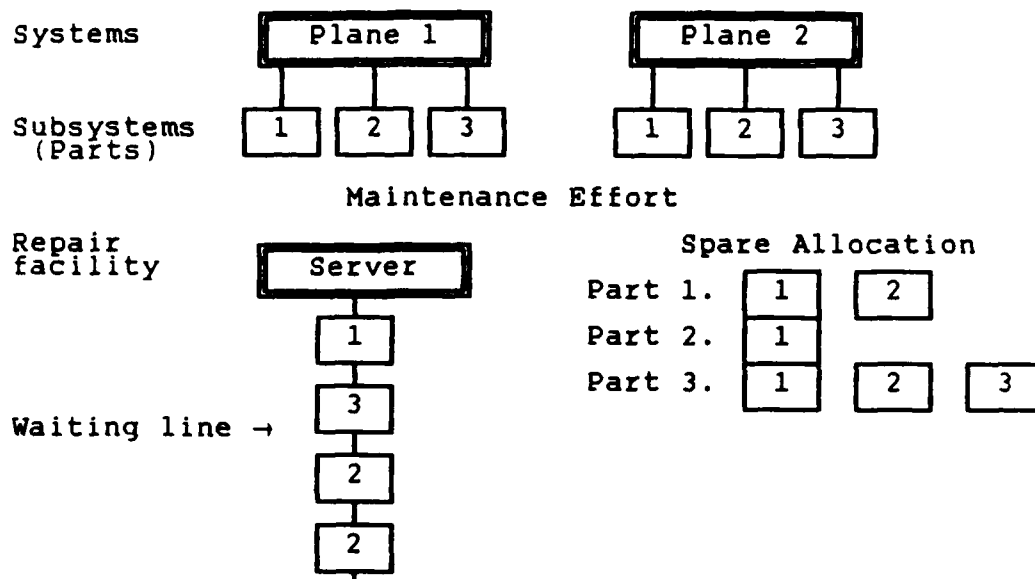 Systems Plane 1 Plane 2
1 2 3 1 2 3
Subsystems
(Parts)
Maintenance Effort
Repair
facility
Server
Spare Allocation
Part 1. 1 2
Part 2. 1
Part 3. 1 2 3
1
3
Waiting line →
2
2